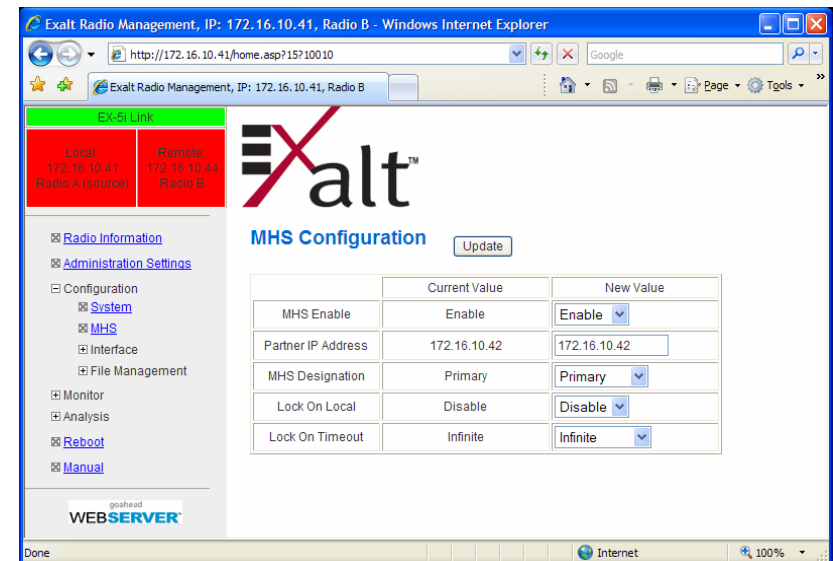 Exalt Radio Management, IP: 172.16.10.41, Radio B - Windows Internet Explorer
http://172.16.10.41/home.asp?15?10010
Google
Exalt Radio Management, IP: 172.16.10.41, Radio B
Page
Tools
»
EX-5i Link
Local: 172.16.10.41 Radio A (source)
Remote: 172.16.10.44 Radio B
Exalt™
Radio Information
Administration Settings
Configuration
System
MHS
Interface
File Management
Monitor
Analysis
Reboot
Manual
goahead
WEBSERVER
MHS Configuration
Update
Current Value New Value
MHS Enable Enable Enable
Partner IP Address 172.16.10.42 172.16.10.42
MHS Designation Primary Primary
Lock On Local Disable Disable
Lock On Timeout Infinite Infinite
Done
Internet
100%